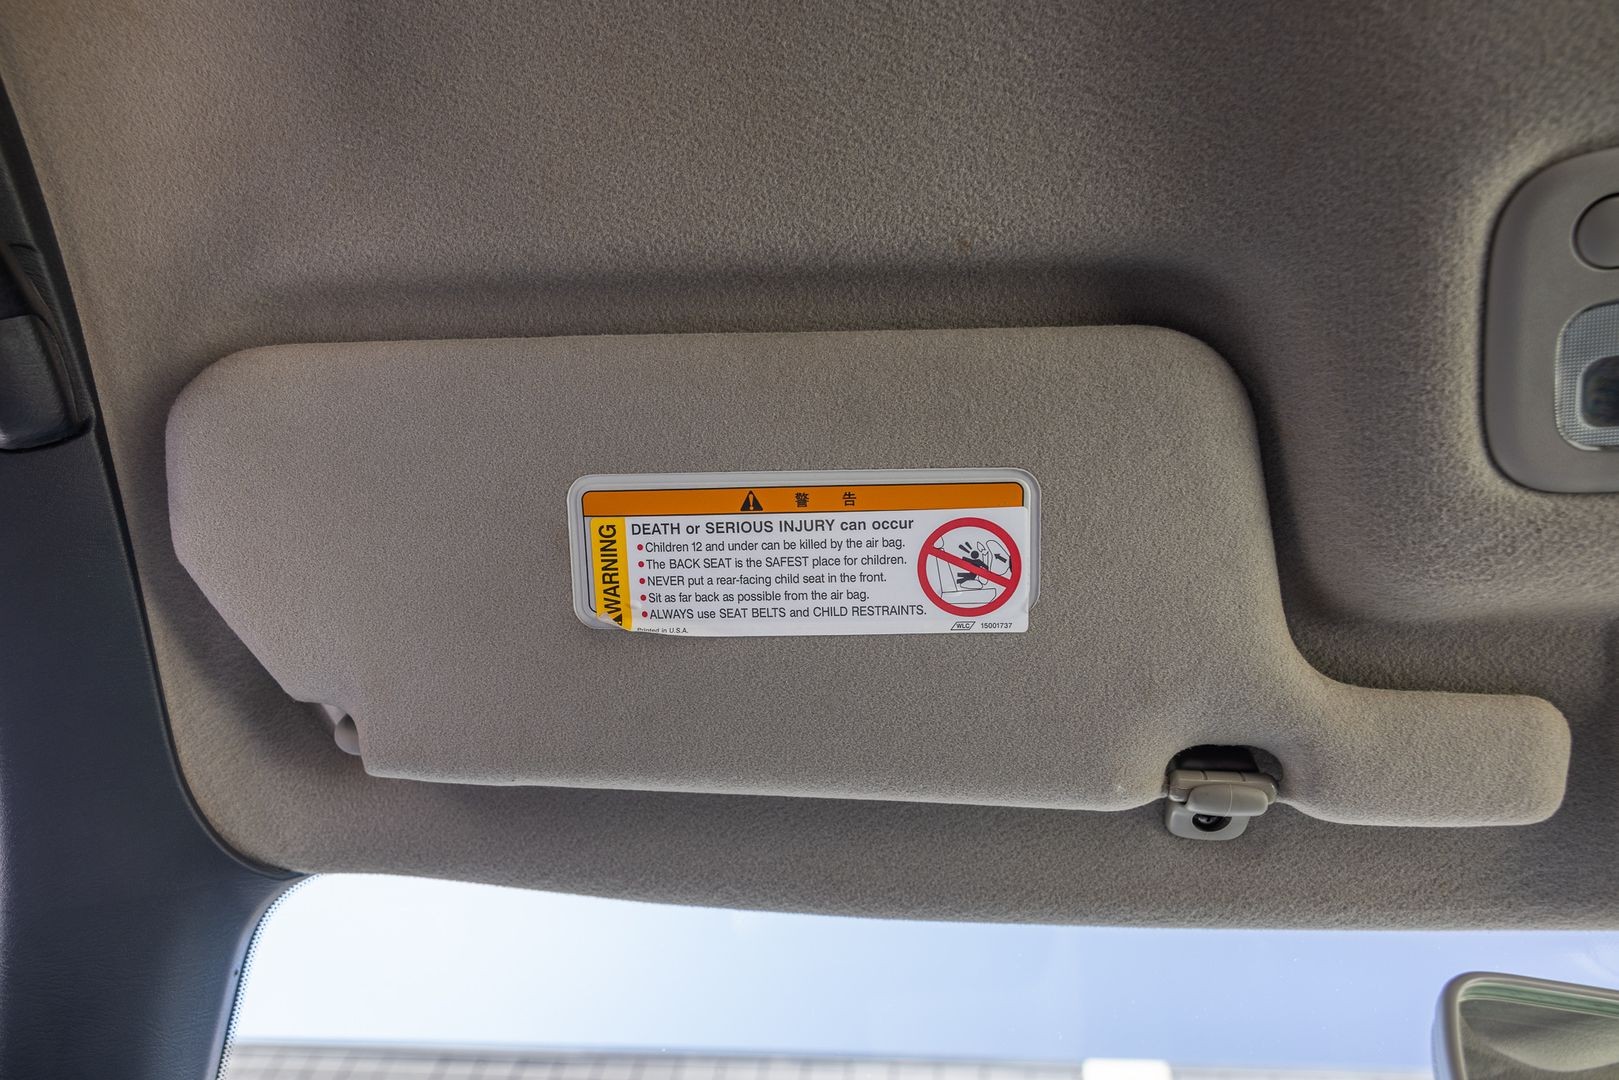 警 告
WARNING
DEATH or SERIOUS INJURY can occur
• Children 12 and under can be killed by the air bag.
• The BACK SEAT is the SAFEST place for children.
• NEVER put a rear-facing child seat in the front.
• Sit as far back as possible from the air bag.
• ALWAYS use SEAT BELTS and CHILD RESTRAINTS.
Printed in U.S.A.
WLC 15001737